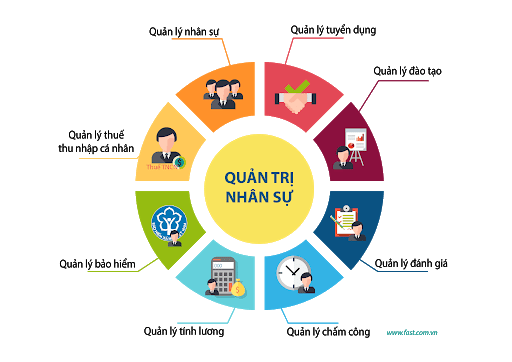 Quản lý nhân sự
Quản lý tuyển dụng
Quản lý đào tạo
Quản lý thuế
thu nhập cá nhân
Thuế TNCN
QUẢN TRỊ
NHÂN SỰ
Quản lý bảo hiểm
Quản lý đánh giá
Quản lý tính lương
Quản lý chấm công
www.fast.com.vn